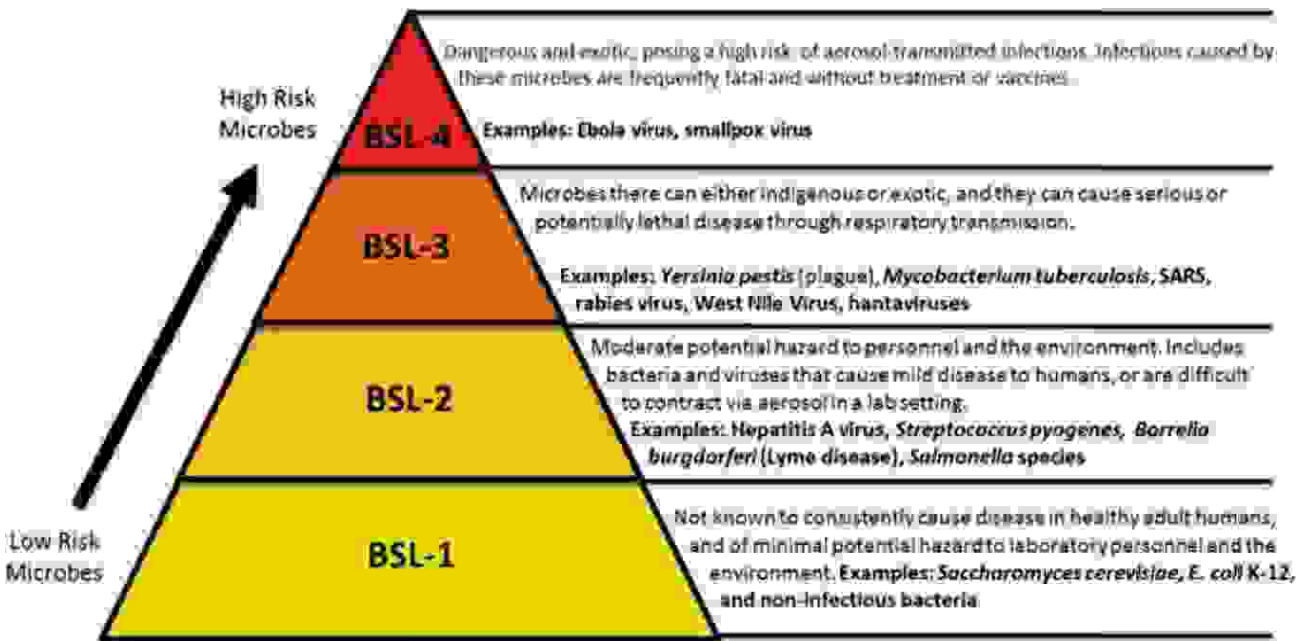 Dangerous and exotic, posing a high risk of aerosol-transmitted infections. Infections caused by
these microbes are frequently fatal and without treatment or vaccines.
High Risk
Microbes
BSL-4
Examples: Ebola virus, smallpox virus
Microbes there can either indigenous or exotic, and they can cause serious or
potentially lethal disease through respiratory transmission.
BSL-3
Examples: Yersinia pestis (plague), Mycobacterium tuberculosis, SARS,
rabies virus, West Nile Virus, hantaviruses
Moderate potential hazard to personnel and the environment. Includes
bacteria and viruses that cause mild disease to humans, or are difficult
to contract via aerosol in a lab setting.
BSL-2
Examples: Hepatitis A virus, Streptococcus pyogenes, Borrelia
burgdorferi (Lyme disease), Salmonella species
Not known to consistently cause disease in healthy adult humans,
and of minimal potential hazard to laboratory personnel and the
environment. Examples: Saccharomyces cerevisiae, E. coli K-12,
and non-infectious bacteria
BSL-1
Low Risk
Microbes